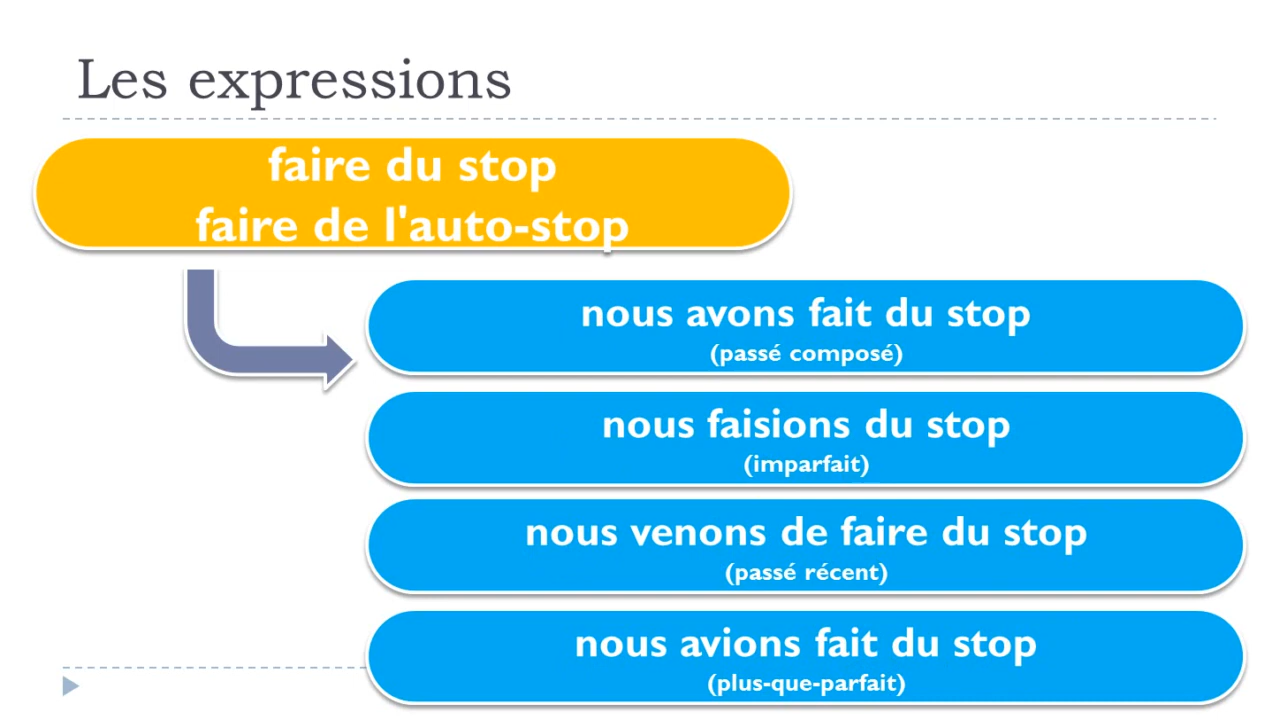 Les expressions
faire du stop
faire de l'auto-stop
nous avons fait du stop
(passé composé)
nous faisions du stop
(imparfait)
nous venons de faire du stop
(passé récent)
nous avions fait du stop
(plus-que-parfait)